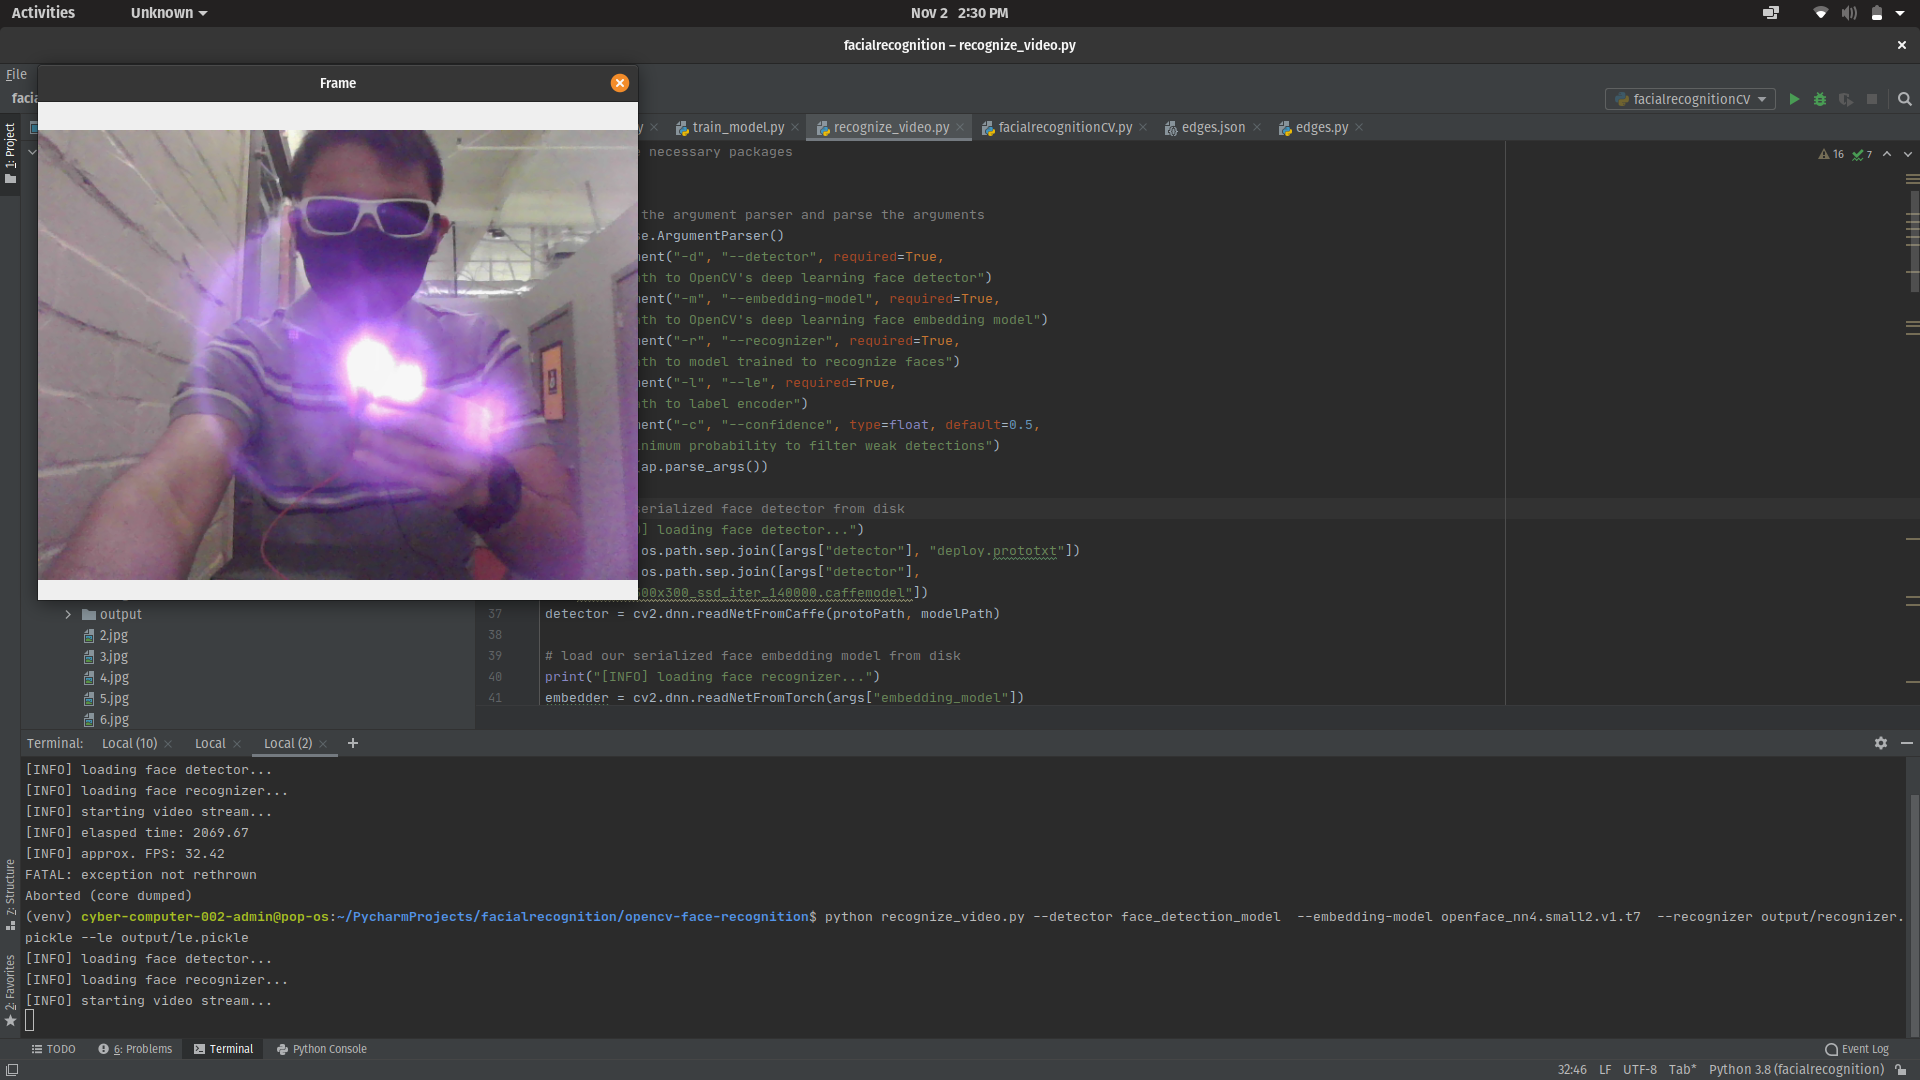 Activities
Unknown
Nov 2 2:30 PM
facialrecognition – recognize_video.py
File
Frame
facialrecognitionCV
train_model.py
recognize_video.py
facialrecognitionCV.py
edges.json
edges.py
1: Project
necessary packages
16
7
the argument parser and parse the arguments
.ArgumentParser()
("-d", "--detector", required=True,
to OpenCV's deep learning face detector")
("-m", "--embedding-model", required=True,
to OpenCV's deep learning face embedding model")
("-r", "--recognizer", required=True,
to model trained to recognize faces")
("-l", "--le", required=True,
to label encoder")
("-c", "--confidence", type=float, default=0.5,
probability to filter weak detections")
(ap.parse_args())
serialized face detector from disk
] loading face detector...")
os.path.sep.join([args["detector"], "deploy.prototxt"])
os.path.sep.join([args["detector"],
00x300_ssd_iter_140000.caffemodel"])
output
37 detector = cv2.dnn.readNetFromCaffe(protoPath, modelPath)
2.jpg
38
3.jpg
39 # load our serialized face embedding model from disk
4.jpg
40 print("[INFO] loading face recognizer...")
5.jpg
41 embedder = cv2.dnn.readNetFromTorch(args["embedding_model"])
6.jpg
Terminal: Local (10) Local Local (2)
[INFO] loading face detector...
[INFO] loading face recognizer...
[INFO] starting video stream...
[INFO] elasped time: 2069.67
[INFO] approx. FPS: 32.42
FATAL: exception not rethrown
Aborted (core dumped)
(venv) cyber-computer-002-admin@pop-os:~/PycharmProjects/facialrecognition/opencv-face-recognition$ python recognize_video.py --detector face_detection_model --embedding-model openface_nn4.small2.v1.t7 --recognizer output/recognizer.
pickle --le output/le.pickle
[INFO] loading face detector...
[INFO] loading face recognizer...
[INFO] starting video stream...
7: Structure
2: Favorites
TODO
6: Problems
Terminal
Python Console
Event Log
32:46 LF UTF-8 Tab* Python 3.8 (facialrecognition)